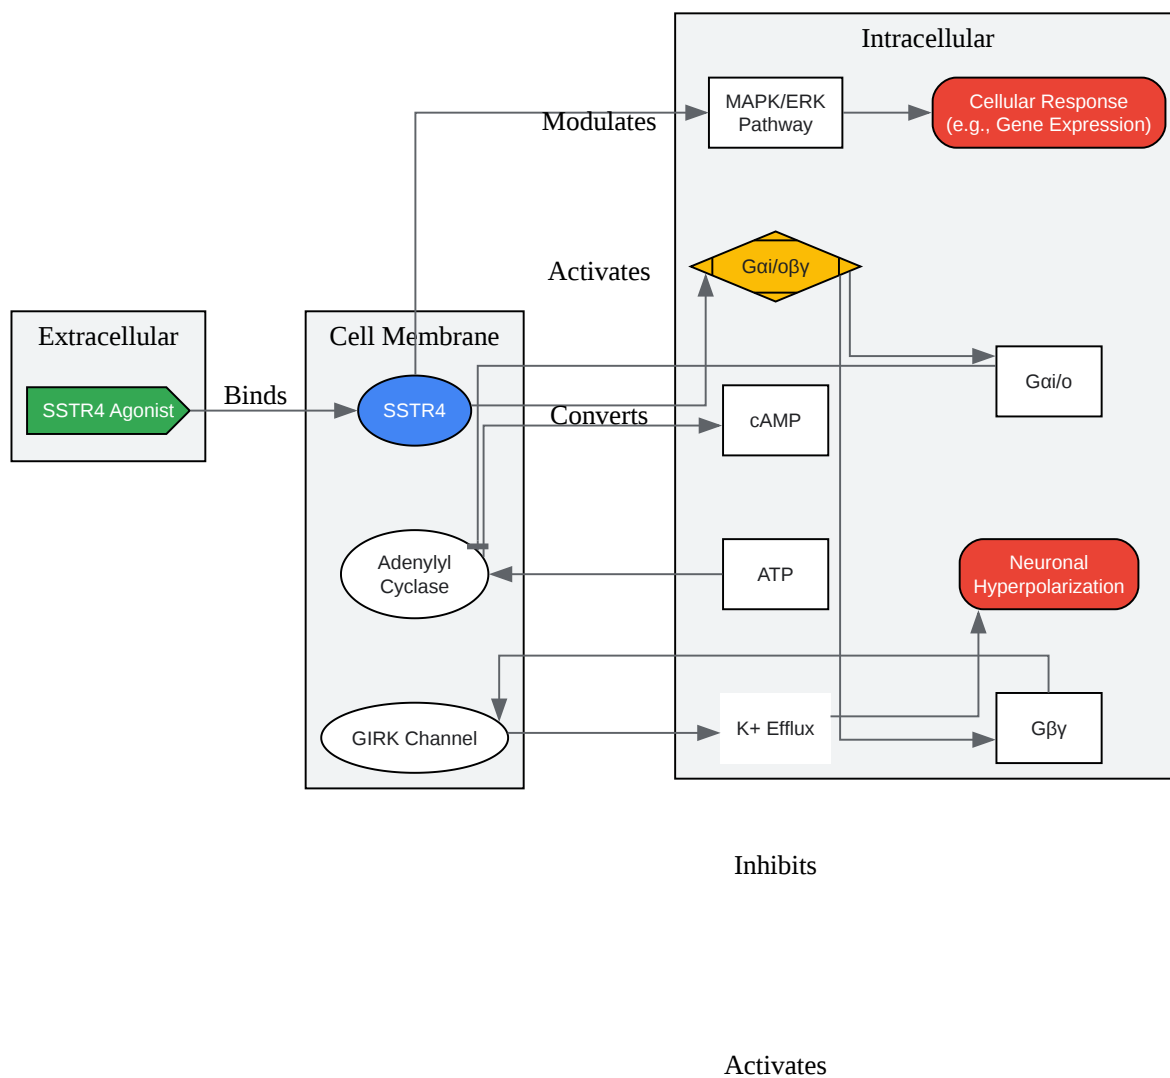 Intracellular
MAPK/ERK
Pathway
Cellular Response
(e.g., Gene Expression)
Modulates
Gαi/oβγ
Activates
Extracellular
Cell Membrane
Gαi/o
SSTR4 Agonist
Binds
SSTR4
Converts
cAMP
Adenylyl
Cyclase
ATP
Neuronal
Hyperpolarization
GIRK Channel
K+ Efflux
Gβγ
Inhibits
Activates